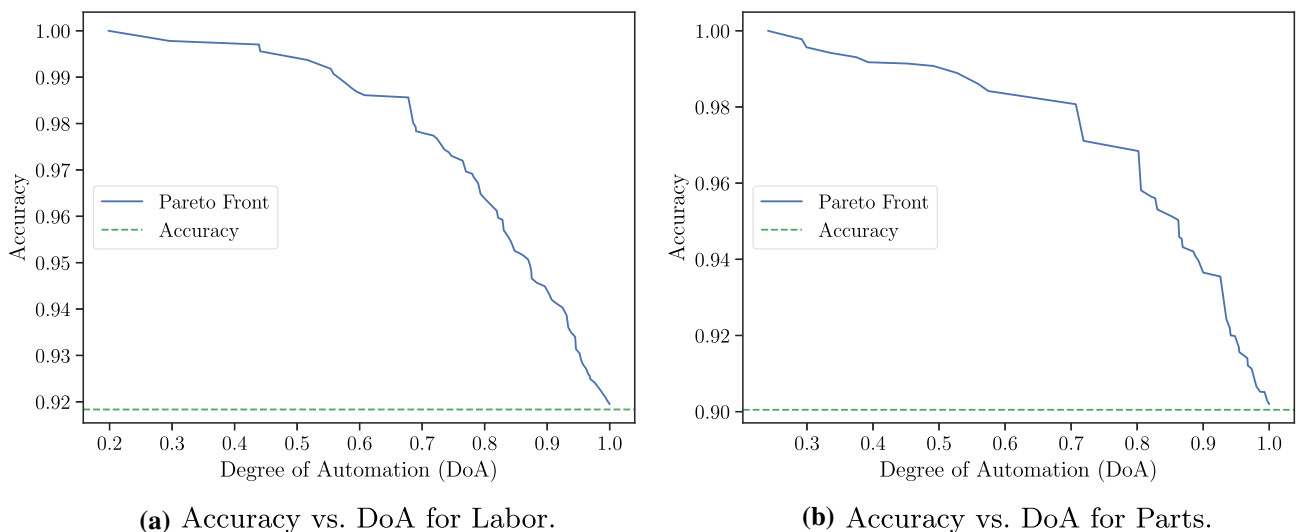 1.00
0.99
0.98
0.97
0.96
0.95
0.94
0.93
0.92
Accuracy
Pareto Front
Accuracy
0.2 0.3 0.4 0.5 0.6 0.7 0.8 0.9 1.0
Degree of Automation (DoA)
(a) Accuracy vs. DoA for Labor.
1.00
0.98
0.96
0.94
0.92
0.90
Accuracy
Pareto Front
Accuracy
0.3 0.4 0.5 0.6 0.7 0.8 0.9 1.0
Degree of Automation (DoA)
(b) Accuracy vs. DoA for Parts.